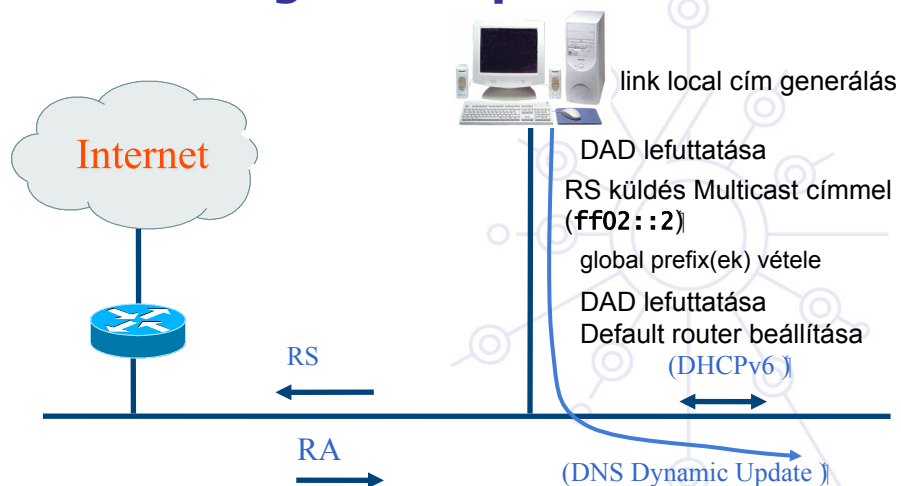 link local cím generálás
Internet
DAD lefuttatása
RS küldés Multicast címmel
(ff02::2)
global prefix(ek) vétele
DAD lefuttatása
Default router beállítása
(DHCPv6 )
RS
RA
(DNS Dynamic Update )